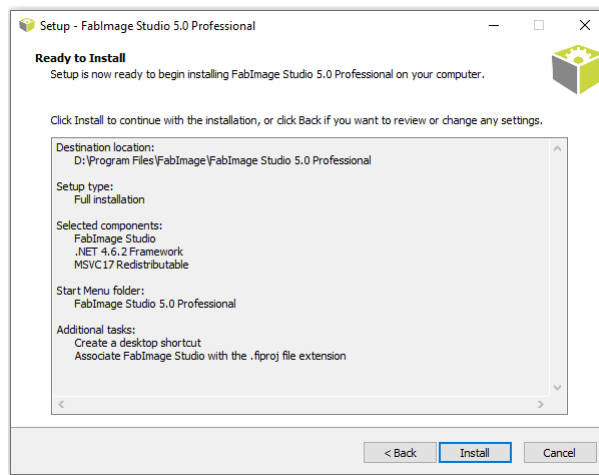 Setup - FabImage Studio 5.0 Professional
Ready to Install
Setup is now ready to begin installing FabImage Studio 5.0 Professional on your computer.
Click Install to continue with the installation, or click Back if you want to review or change any settings.
Destination location:
D:\Program Files\FabImage\FabImage Studio 5.0 Professional
Setup type:
Full installation
Selected components:
FabImage Studio
.NET 4.6.2 Framework
MSVC17 Redistributable
Start Menu folder:
FabImage Studio 5.0 Professional
Additional tasks:
Create a desktop shortcut
Associate FabImage Studio with the .fiproj file extension
< Back
Install
Cancel